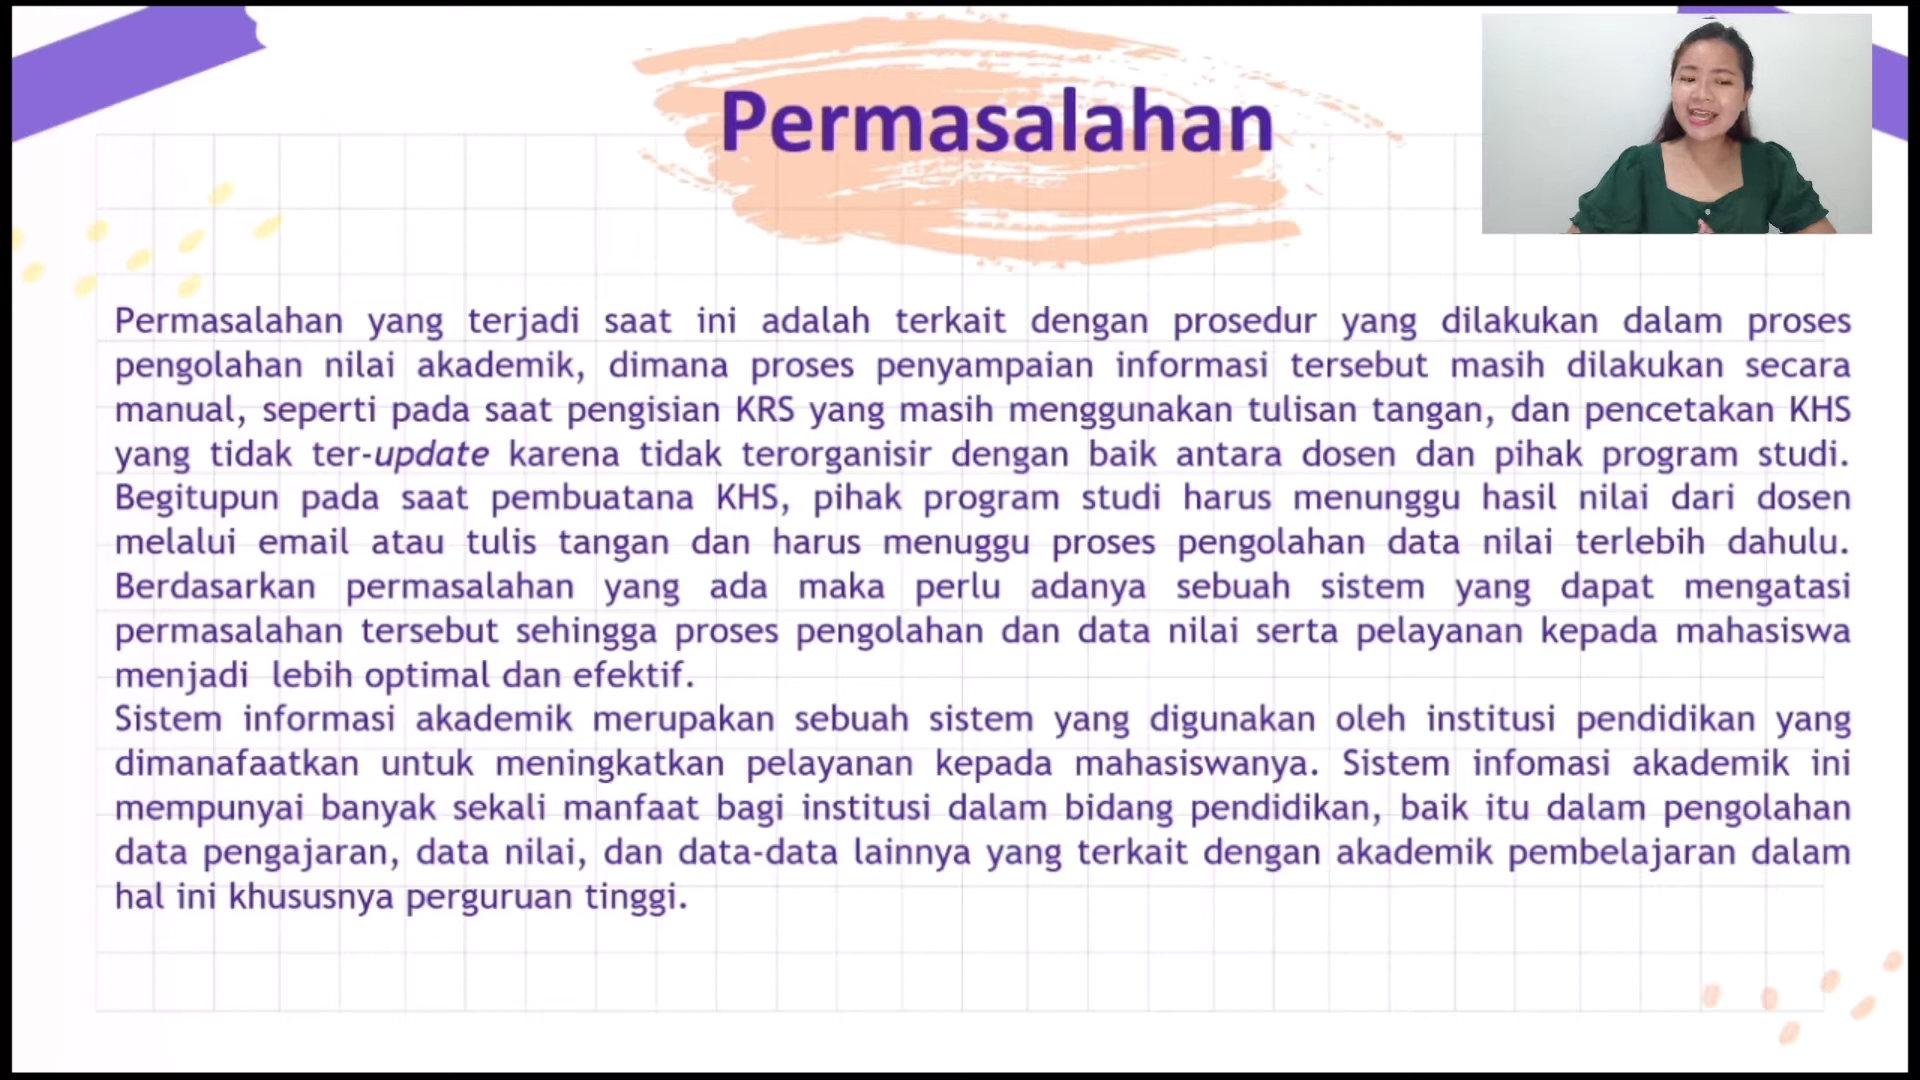 Permasalahan
Permasalahan yang terjadi saat ini adalah terkait dengan prosedur yang dilakukan dalam proses
pengolahan nilai akademik, dimana proses penyampaian informasi tersebut masih dilakukan secara
manual, seperti pada saat pengisian KRS yang masih menggunakan tulisan tangan, dan pencetakan KHS
yang tidak ter-update karena tidak terorganisir dengan baik antara dosen dan pihak program studi.
Begitupun pada saat pembuatana KHS, pihak program studi harus menunggu hasil nilai dari dosen
melalui email atau tulis tangan dan harus menuggu proses pengolahan data nilai terlebih dahulu.
Berdasarkan permasalahan yang ada maka perlu adanya sebuah sistem yang dapat mengatasi
permasalahan tersebut sehingga proses pengolahan dan data nilai serta pelayanan kepada mahasiswa
menjadi lebih optimal dan efektif.
Sistem informasi akademik merupakan sebuah sistem yang digunakan oleh institusi pendidikan yang
dimanafaatkan untuk meningkatkan pelayanan kepada mahasiswanya. Sistem infomasi akademik ini
mempunyai banyak sekali manfaat bagi institusi dalam bidang pendidikan, baik itu dalam pengolahan
data pengajaran, data nilai, dan data-data lainnya yang terkait dengan akademik pembelajaran dalam
hal ini khususnya perguruan tinggi.